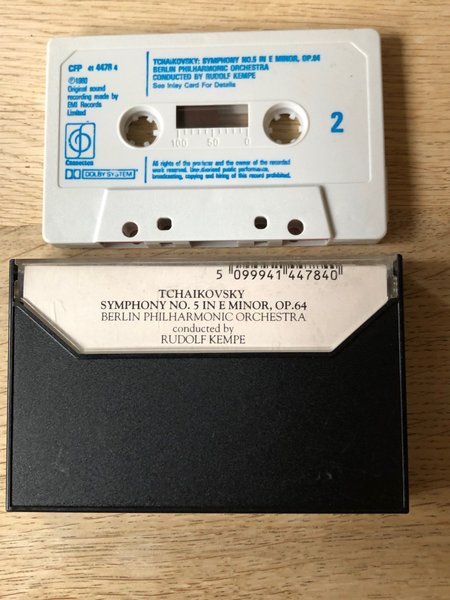 CFP 41 4478 4
TCHAIKOVSKY: SYMPHONY NO.5 IN E MINOR, OP.64
BERLIN PHILHARMONIC ORCHESTRA
CONDUCTED BY RUDOLF KEMPE
See Inlay Card For Details
℗1960
Original sound
recording made by
EMI Records
Limited
Connection
DOLBY SYSTEM
100 50 0
2
All rights of the producer and the owner of the recorded
work reserved. Unauthorised public performance,
broadcasting, copying and hiring of this record prohibited.
5 099941 447840
TCHAIKOVSKY
SYMPHONY NO. 5 IN E MINOR, OP.64
BERLIN PHILHARMONIC ORCHESTRA
conducted by
RUDOLF KEMPE